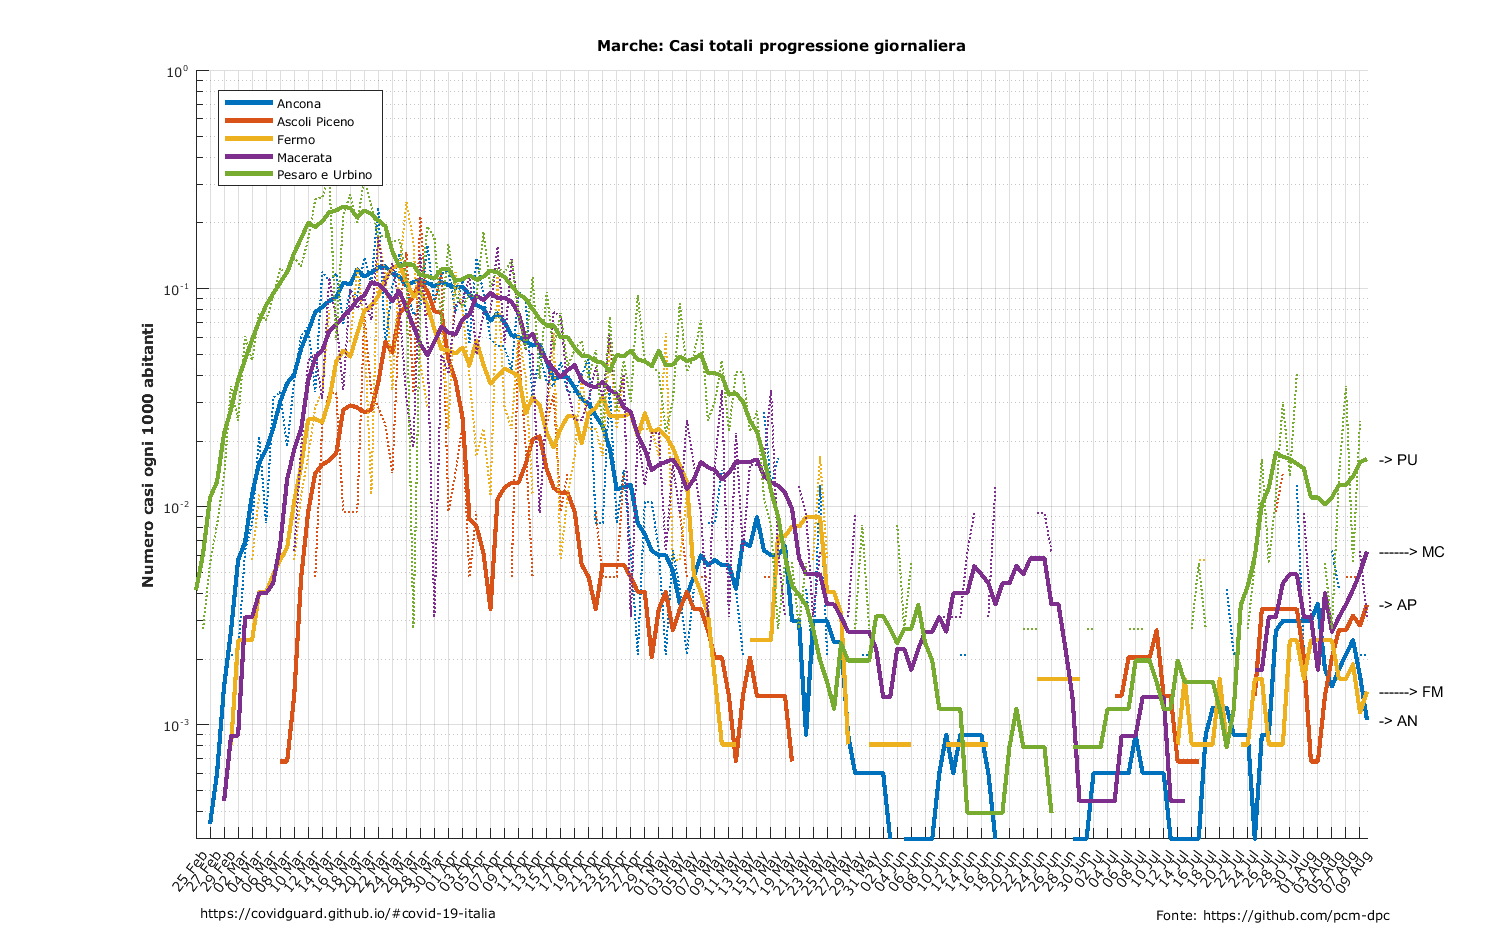 Marche: Casi totali progressione giornaliera
Numero casi ogni 1000 abitanti
10⁰
10⁻¹
10⁻²
10⁻³
Ancona
Ascoli Piceno
Fermo
Macerata
Pesaro e Urbino
-> PU
------> MC
-> AP
------> FM
-> AN
25 Feb
27 Feb
29 Feb
02 Mar
04 Mar
06 Mar
08 Mar
10 Mar
12 Mar
14 Mar
16 Mar
18 Mar
20 Mar
22 Mar
24 Mar
26 Mar
28 Mar
30 Mar
01 Apr
03 Apr
05 Apr
07 Apr
09 Apr
11 Apr
13 Apr
15 Apr
17 Apr
19 Apr
21 Apr
23 Apr
25 Apr
27 Apr
29 Apr
01 May
03 May
05 May
07 May
09 May
11 May
13 May
15 May
17 May
19 May
21 May
23 May
25 May
27 May
29 May
31 May
02 Jun
04 Jun
06 Jun
08 Jun
10 Jun
12 Jun
14 Jun
16 Jun
18 Jun
20 Jun
22 Jun
24 Jun
26 Jun
28 Jun
30 Jun
02 Jul
04 Jul
06 Jul
08 Jul
10 Jul
12 Jul
14 Jul
16 Jul
18 Jul
20 Jul
22 Jul
24 Jul
26 Jul
28 Jul
30 Jul
01 Aug
03 Aug
05 Aug
07 Aug
09 Aug
https://covidguard.github.io/#covid-19-italia
Fonte: https://github.com/pcm-dpc